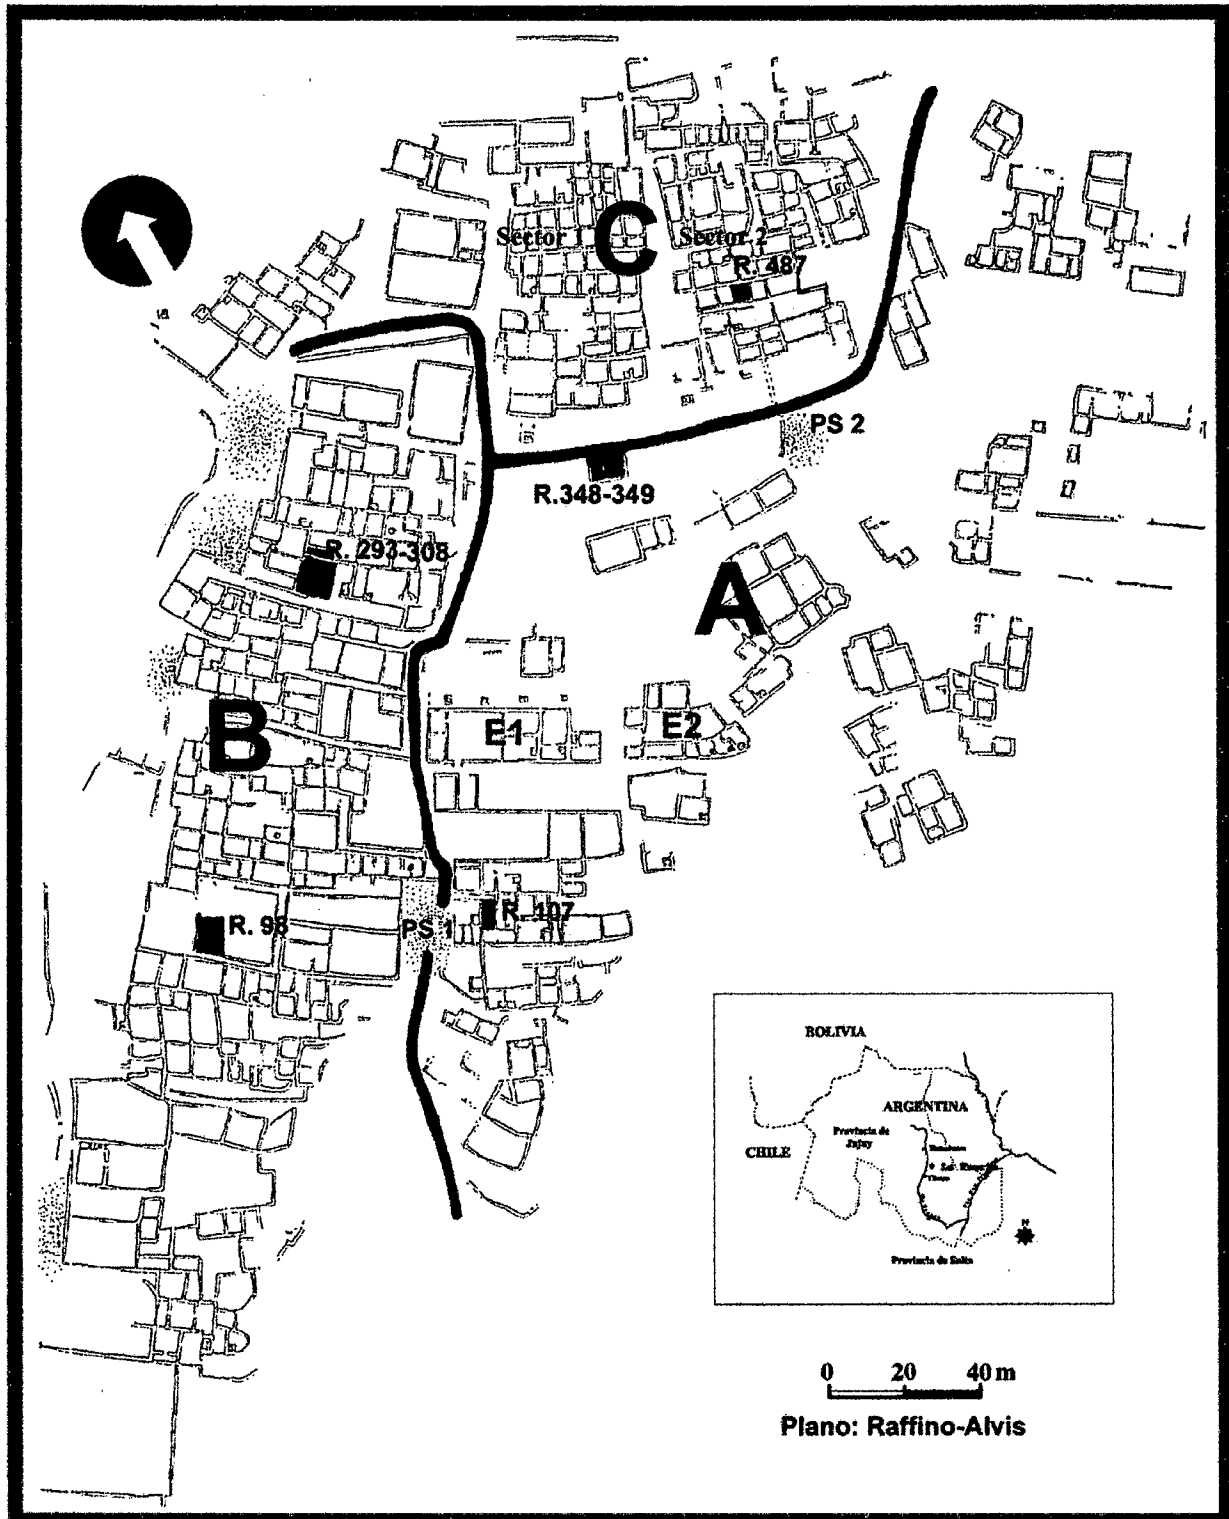 Sector 1
C
Sector 2
R. 487
PS 2
R.348-349
R. 293-308
A
B
E1
E2
R. 98
PS 1
R. 107
BOLIVIA
ARGENTINA
Provincia de
Jujuy
CHILE
N
Provincia de Salta
0 20 40 m
Plano: Raffino-Alvis